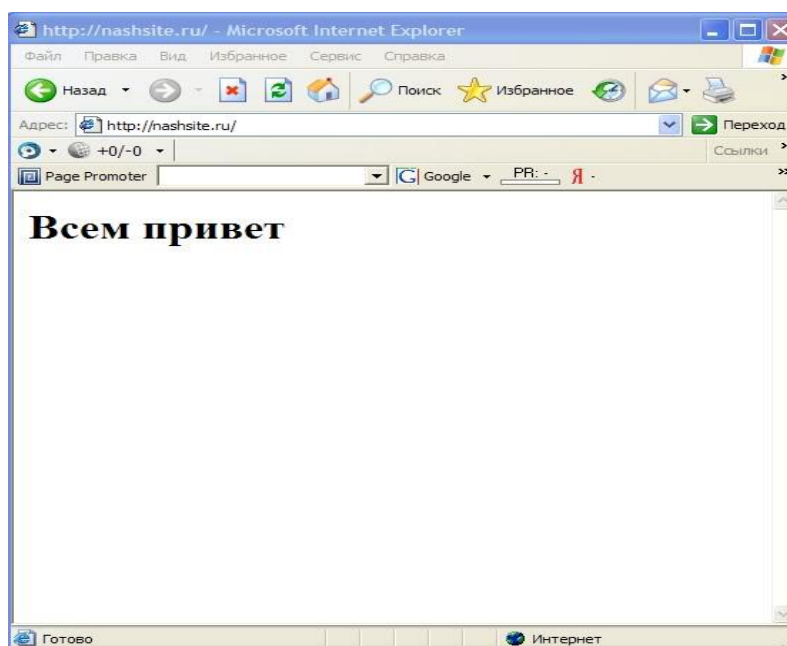 http://nashsite.ru/ - Microsoft Internet Explorer
Файл Правка Вид Избранное Сервис Справка
Назад Поиск Избранное
Адрес: http://nashsite.ru/ Переход
+0/-0 Ссылки »
Page Promoter G Google PR: - Я -
Всем привет
Готово Интернет